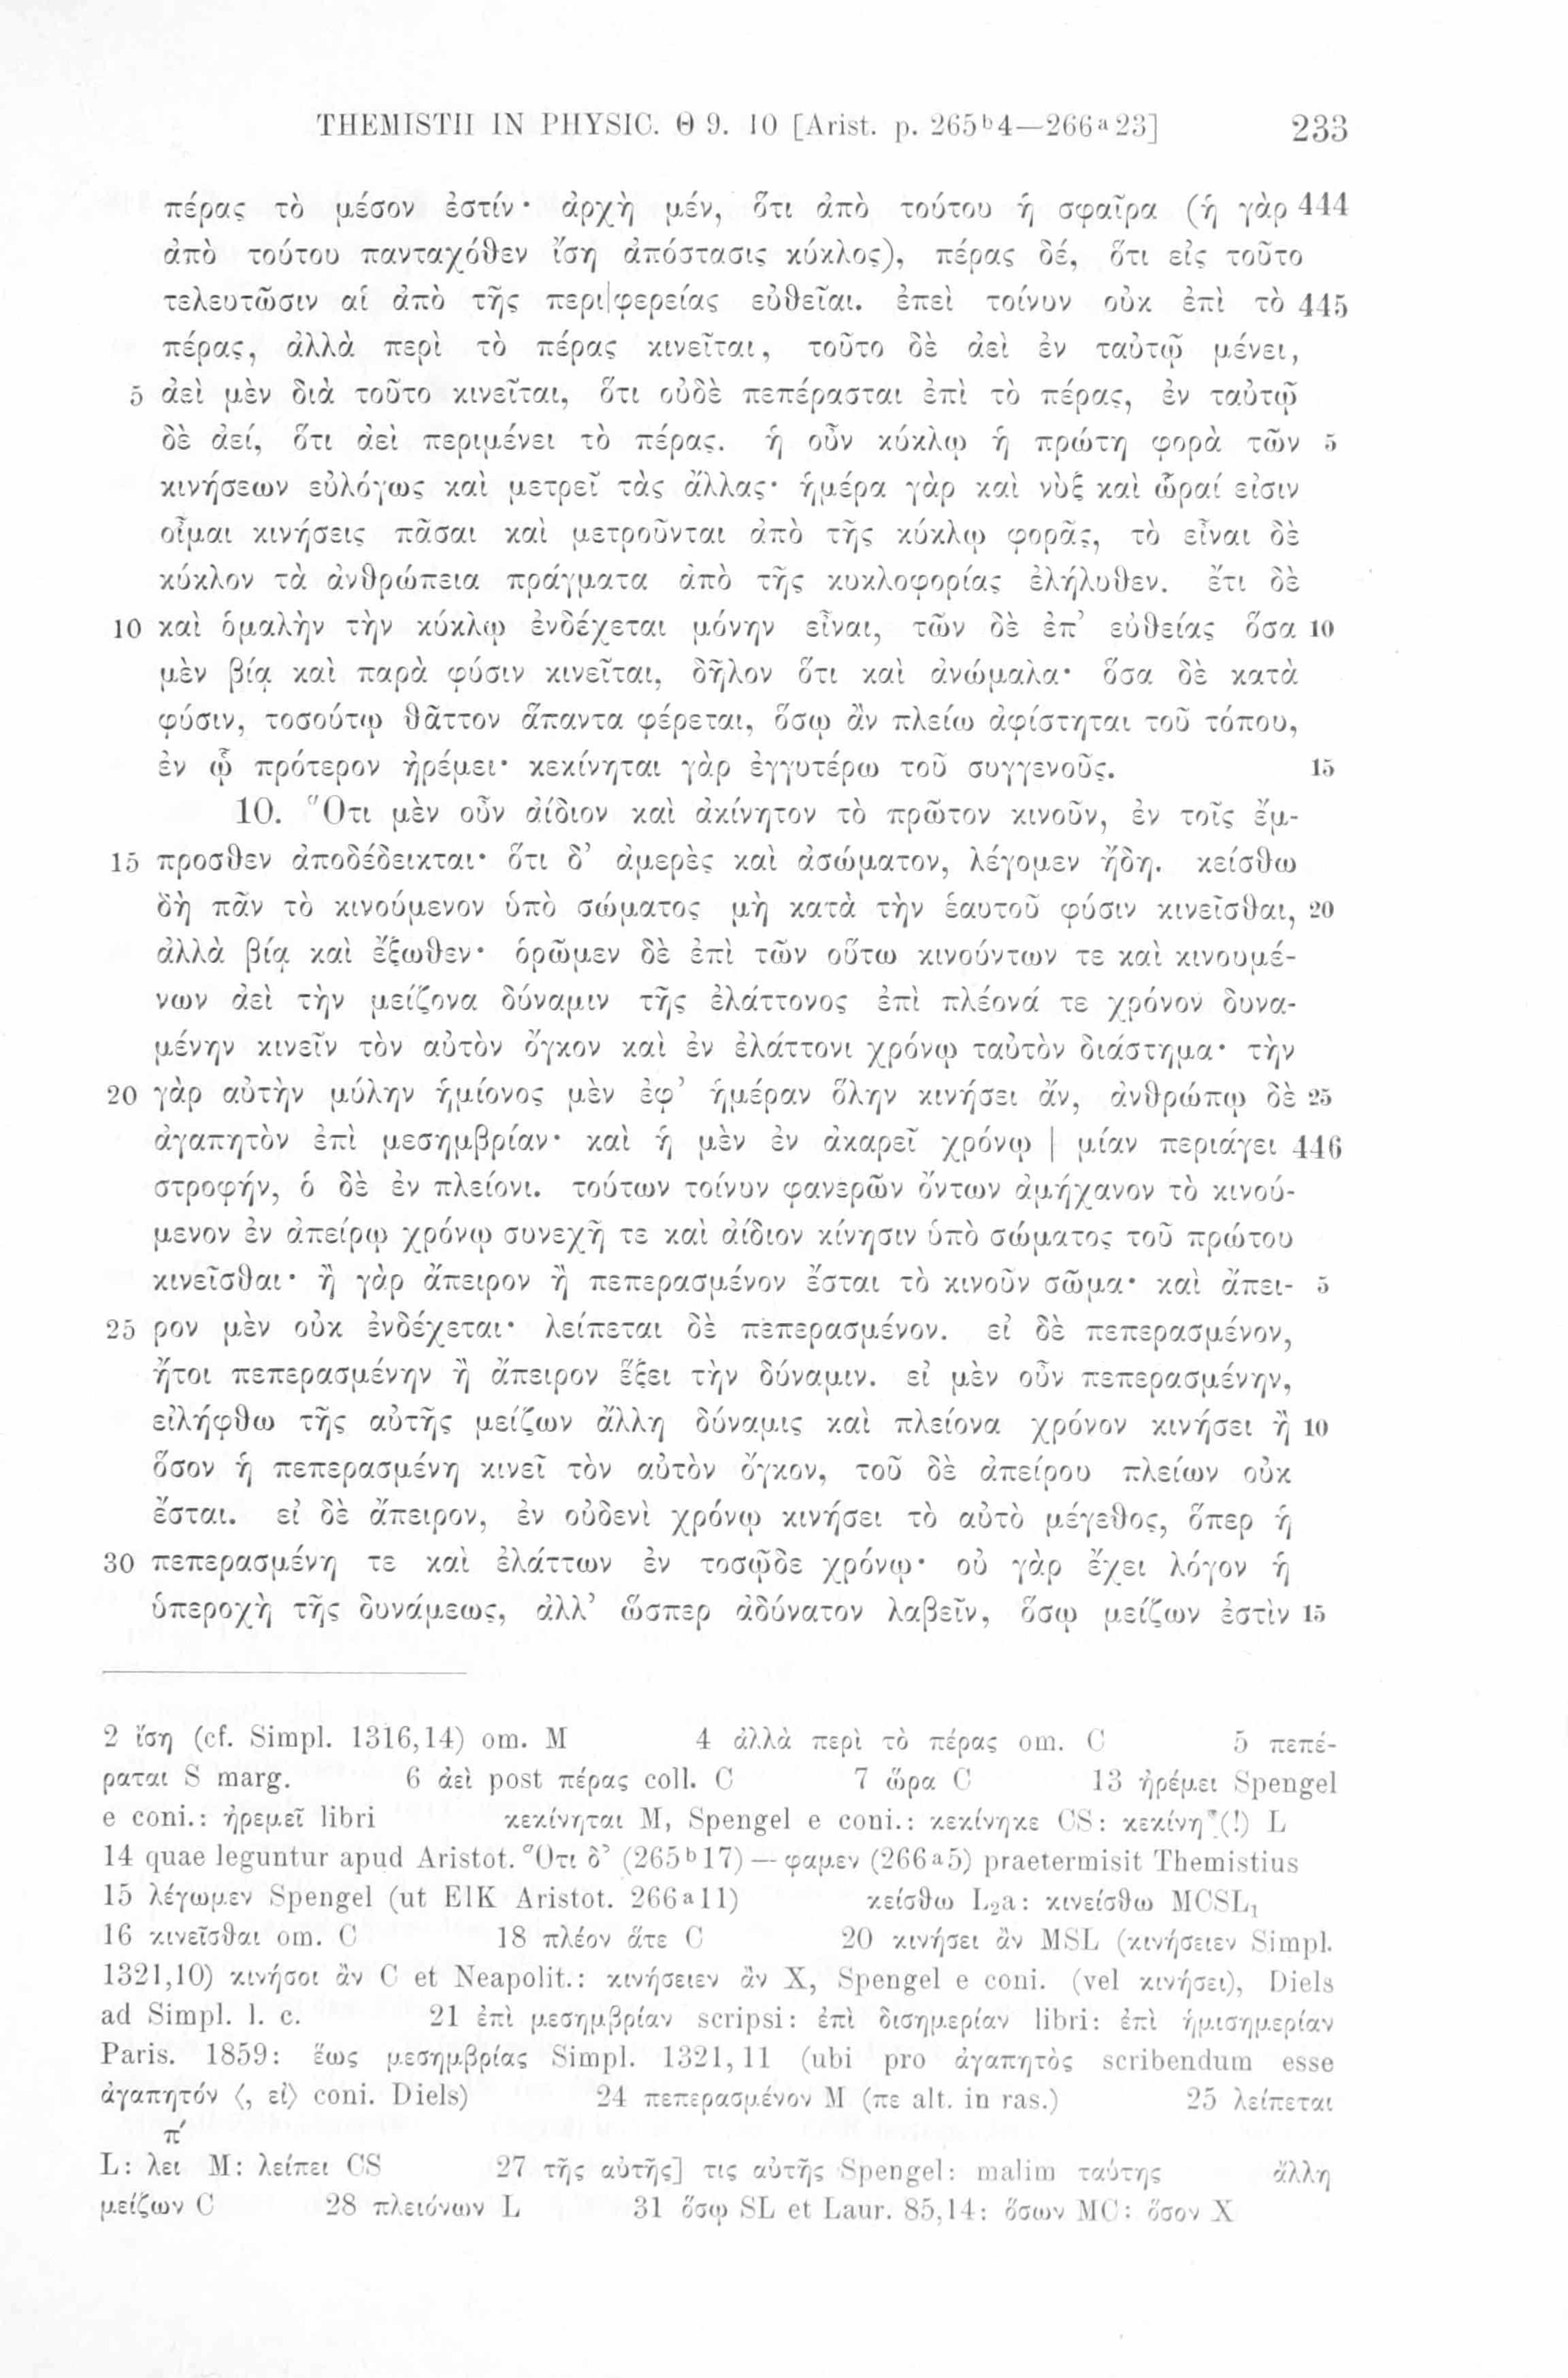 THEMISTII IN PHYSIC. Θ 9. 10 [Arist. p. 265ᵇ4—266ᵃ23] 233
πέρας τὸ μέσον ἐστίν· ἀρχὴ μέν, ὅτι ἀπὸ τούτου ἡ σφαῖρα (ἡ γὰρ 444
ἀπὸ τούτου πανταχόθεν ἴση ἀπόστασις κύκλος), πέρας δέ, ὅτι εἰς τοῦτο
τελευτῶσιν αἱ ἀπὸ τῆς περι|φερείας εὐθεῖαι. ἐπεὶ τοίνυν οὐκ ἐπὶ τὸ 445
πέρας, ἀλλὰ περὶ τὸ πέρας κινεῖται, τοῦτο δὲ ἀεὶ ἐν ταὐτῷ μένει,
5 ἀεὶ μὲν διὰ τοῦτο κινεῖται, ὅτι οὐδὲ πεπέρασται ἐπὶ τὸ πέρας, ἐν ταὐτῷ
δὲ ἀεί, ὅτι ἀεὶ περιμένει τὸ πέρας. ἡ οὖν κύκλῳ ἡ πρώτη φορὰ τῶν 5
κινήσεων εὐλόγως καὶ μετρεῖ τὰς ἄλλας· ἡμέρα γὰρ καὶ νὺξ καὶ ὧραί εἰσιν
οἶμαι κινήσεις πᾶσαι καὶ μετροῦνται ἀπὸ τῆς κύκλῳ φορᾶς, τὸ εἶναι δὲ
κύκλον τὰ ἀνθρώπεια πράγματα ἀπὸ τῆς κυκλοφορίας ἐλήλυθεν. ἔτι δὲ
10 καὶ ὁμαλὴν τὴν κύκλῳ ἐνδέχεται μόνην εἶναι, τῶν δὲ ἐπ’ εὐθείας ὅσα 10
μὲν βίᾳ καὶ παρὰ φύσιν κινεῖται, δῆλον ὅτι καὶ ἀνώμαλα· ὅσα δὲ κατὰ
φύσιν, τοσούτῳ θᾶττον ἅπαντα φέρεται, ὅσῳ ἂν πλείω ἀφίστηται τοῦ τόπου,
ἐν ᾧ πρότερον ἠρέμει· κεκίνηται γὰρ ἐγγυτέρω τοῦ συγγενοῦς. 15
10. Ὅτι μὲν οὖν ἀίδιον καὶ ἀκίνητον τὸ πρῶτον κινοῦν, ἐν τοῖς ἔμ-
15 προσθεν ἀποδέδεικται· ὅτι δ’ ἀμερὲς καὶ ἀσώματον, λέγομεν ἤδη. κείσθω
δὴ πᾶν τὸ κινούμενον ὑπὸ σώματος μὴ κατὰ τὴν ἑαυτοῦ φύσιν κινεῖσθαι, 20
ἀλλὰ βίᾳ καὶ ἔξωθεν· ὁρῶμεν δὲ ἐπὶ τῶν οὕτω κινούντων τε καὶ κινουμέ-
νων ἀεὶ τὴν μείζονα δύναμιν τῆς ἐλάττονος ἐπὶ πλέονά τε χρόνον δυνα-
μένην κινεῖν τὸν αὐτὸν ὄγκον καὶ ἐν ἐλάττονι χρόνῳ ταὐτὸν διάστημα· τὴν
20 γὰρ αὐτὴν μύλην ἡμίονος μὲν ἐφ’ ἡμέραν ὅλην κινήσει ἄν, ἀνθρώπῳ δὲ 25
ἀγαπητὸν ἐπὶ μεσημβρίαν· καὶ ἡ μὲν ἐν ἀκαρεῖ χρόνῳ | μίαν περιάγει 446
στροφήν, ὁ δὲ ἐν πλείονι. τούτων τοίνυν φανερῶν ὄντων ἀμήχανον τὸ κινού-
μενον ἐν ἀπείρῳ χρόνῳ συνεχῆ τε καὶ ἀίδιον κίνησιν ὑπὸ σώματος τοῦ πρώτου
κινεῖσθαι· ἢ γὰρ ἄπειρον ἢ πεπερασμένον ἔσται τὸ κινοῦν σῶμα· καὶ ἄπει- 5
25 ρον μὲν οὐκ ἐνδέχεται· λείπεται δὲ πεπερασμένον. εἰ δὲ πεπερασμένον,
ἤτοι πεπερασμένην ἢ ἄπειρον ἕξει τὴν δύναμιν. εἰ μὲν οὖν πεπερασμένην,
εἰλήφθω τῆς αὐτῆς μείζων ἄλλη δύναμις καὶ πλείονα χρόνον κινήσει ἢ 10
ὅσον ἡ πεπερασμένη κινεῖ τὸν αὐτὸν ὄγκον, τοῦ δὲ ἀπείρου πλείων οὐκ
ἔσται. εἰ δὲ ἄπειρον, ἐν οὐδενὶ χρόνῳ κινήσει τὸ αὐτὸ μέγεθος, ὅπερ ἡ
30 πεπερασμένη τε καὶ ἐλάττων ἐν τοσῷδε χρόνῳ· οὐ γὰρ ἔχει λόγον ἡ
ὑπεροχὴ τῆς δυνάμεως, ἀλλ’ ὥσπερ ἀδύνατον λαβεῖν, ὅσῳ μείζων ἐστὶν 15
2 ἴση (cf. Simpl. 1316,14) om. M 4 ἀλλὰ περὶ τὸ πέρας om. C 5 πεπέ-
ραται S marg. 6 ἀεὶ post πέρας coll. C 7 ὥρα C 13 ἠρέμει Spengel
e coni.: ἠρεμεῖ libri κεκίνηται M, Spengel e coni.: κεκίνηκε CS: κεκίνη*(!) L
14 quae leguntur apud Aristot. Ὅτι δ’ (265ᵇ17) — φαμεν (266ᵃ5) praetermisit Themistius
15 λέγωμεν Spengel (ut EIK Aristot. 266ᵃ11) κείσθω L₂a: κινείσθω MCSL₁
16 κινεῖσθαι om. C 18 πλέον ἅτε C 20 κινήσει ἂν MSL (κινήσειεν Simpl.
1321,10) κινήσοι ἂν C et Neapolit.: κινήσειεν ἂν X, Spengel e coni. (vel κινήσει), Diels
ad Simpl. l. c. 21 ἐπὶ μεσημβρίαν scripsi: ἐπὶ δισημερίαν libri: ἐπὶ ἡμισημερίαν
Paris. 1859: ἕως μεσημβρίας Simpl. 1321,11 (ubi pro ἀγαπητὸς scribendum esse
ἀγαπητόν ⟨, εἰ⟩ coni. Diels) 24 πεπερασμένον M (πε alt. in ras.) 25 λείπεται
π´
L: λει M: λείπει CS 27 τῆς αὐτῆς] τις αὐτῆς Spengel: malim ταύτης ἄλλη
μείζων C 28 πλειόνων L 31 ὅσῳ SL et Laur. 85,14: ὅσων MC: ὅσον X